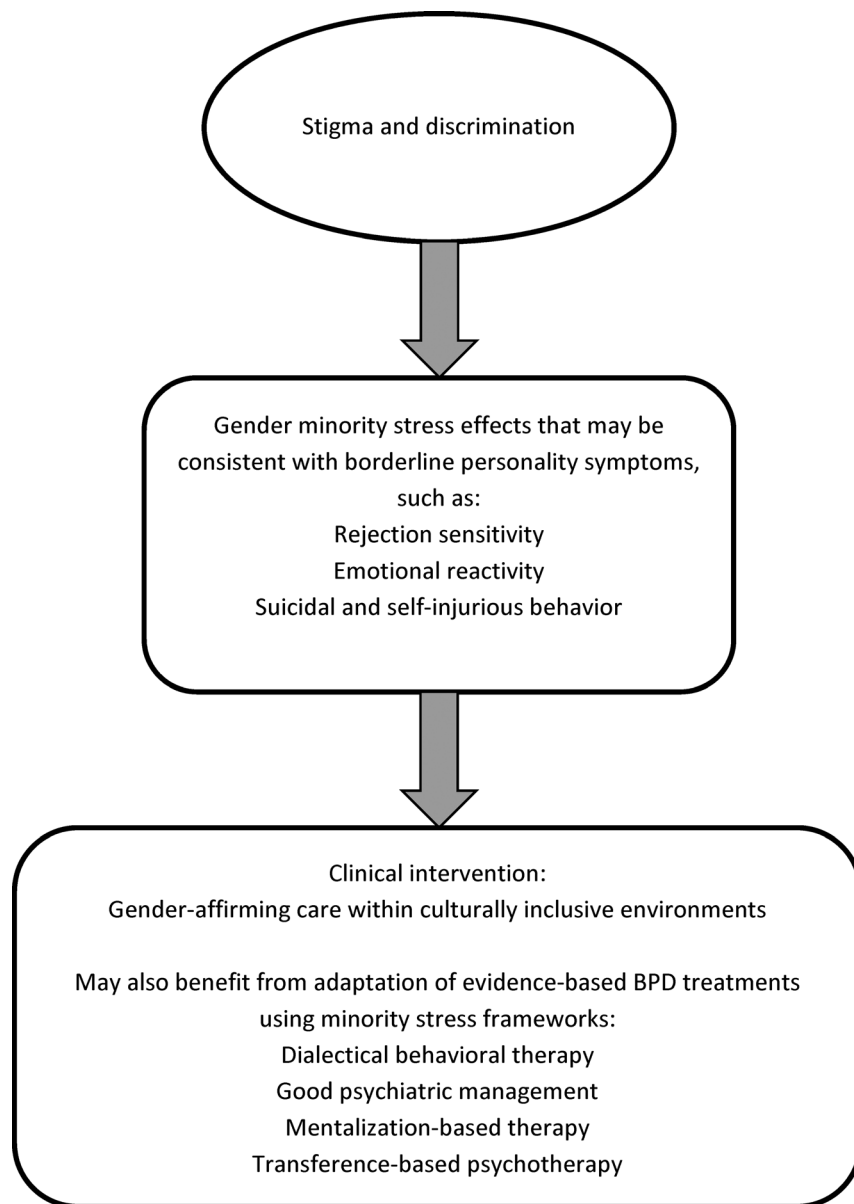 Stigma and discrimination
Gender minority stress effects that may be
consistent with borderline personality symptoms,
such as:
Rejection sensitivity
Emotional reactivity
Suicidal and self-injurious behavior
Clinical intervention:
Gender-affirming care within culturally inclusive environments
May also benefit from adaptation of evidence-based BPD treatments
using minority stress frameworks:
Dialectical behavioral therapy
Good psychiatric management
Mentalization-based therapy
Transference-based psychotherapy